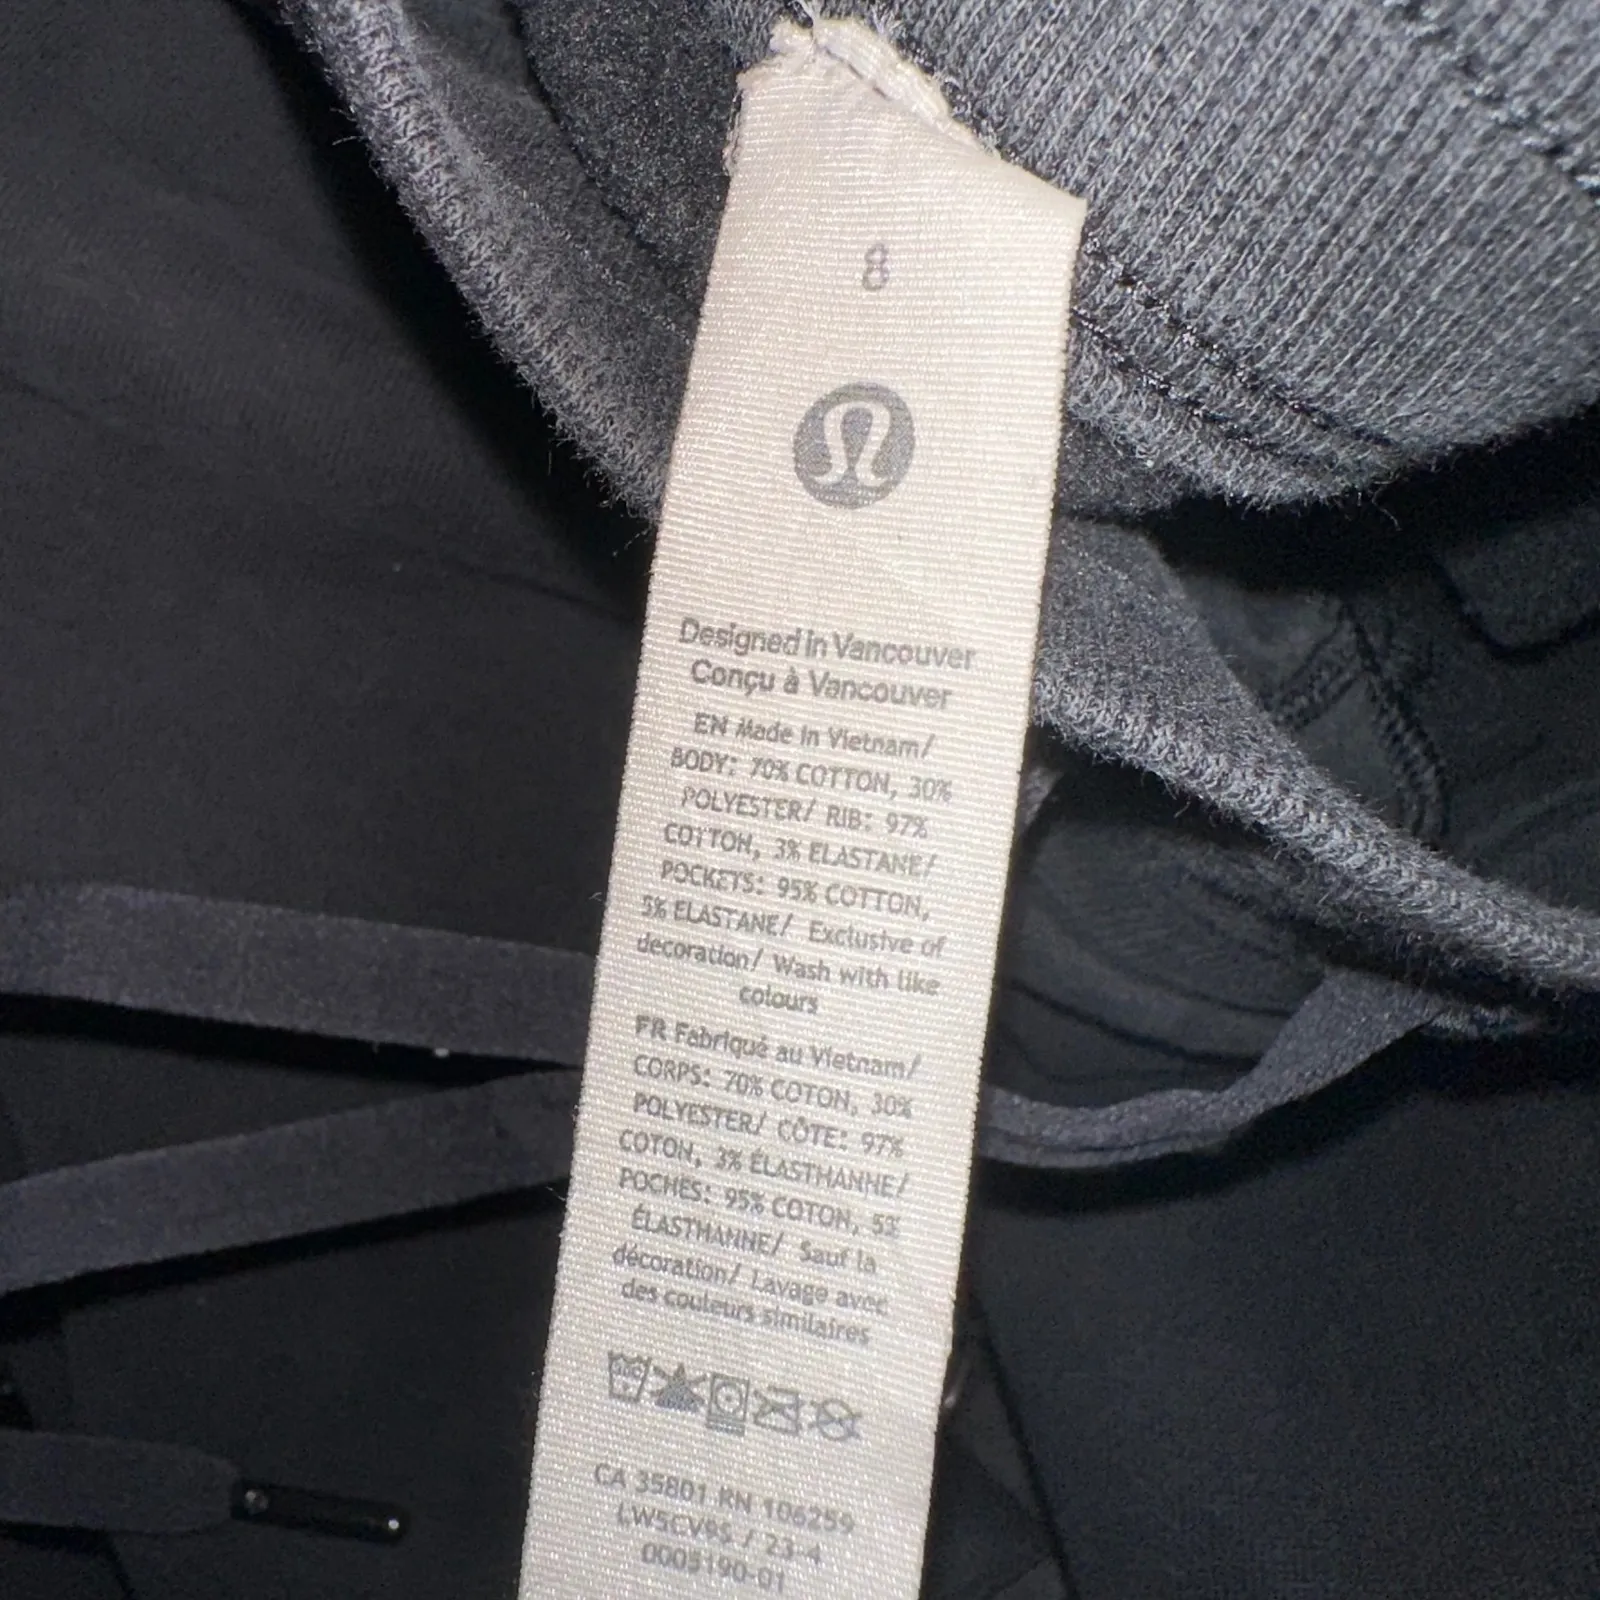 8
Designed in Vancouver
Conçu à Vancouver
EN Made in Vietnam/
BODY: 70% COTTON, 30%
POLYESTER/ RIB: 97%
COTTON, 3% ELASTANE/
POCKETS: 95% COTTON,
5% ELASTANE/ Exclusive of
decoration/ Wash with like
colours
FR Fabriqué au Vietnam/
CORPS: 70% COTON, 30%
POLYESTER/ CÔTE: 97%
COTON, 3% ÉLASTHANNE/
POCHES: 95% COTON, 5%
ÉLASTHANNE/ Sauf la
décoration/ Lavage avec
des couleurs similaires
CA 35801 RN 106259
LW5CV9S / 23-4
0003190-01